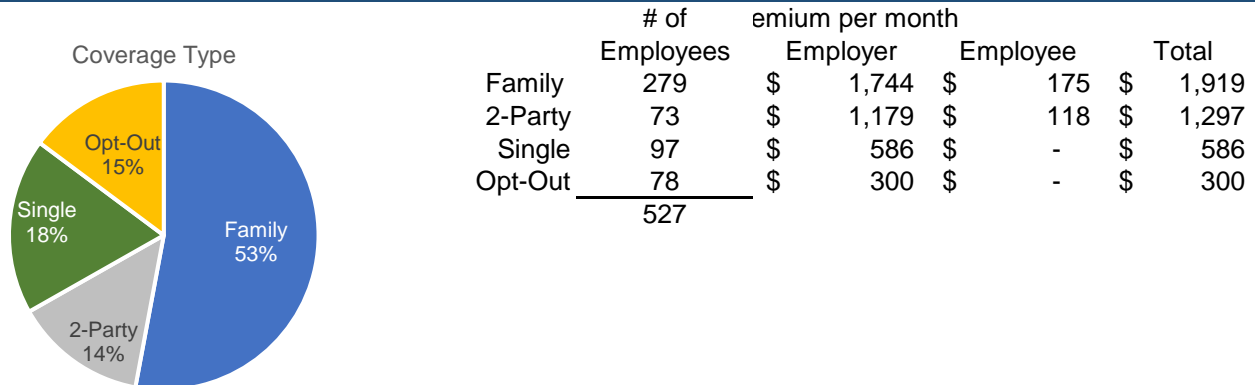 Coverage Type
Opt-Out
15%
Single
18%
Family
53%
2-Party
14%
# of emium per month
Employees Employer Employee Total
Family 279 $ 1,744 $ 175 $ 1,919
2-Party 73 $ 1,179 $ 118 $ 1,297
Single 97 $ 586 $ - $ 586
Opt-Out 78 $ 300 $ - $ 300
527